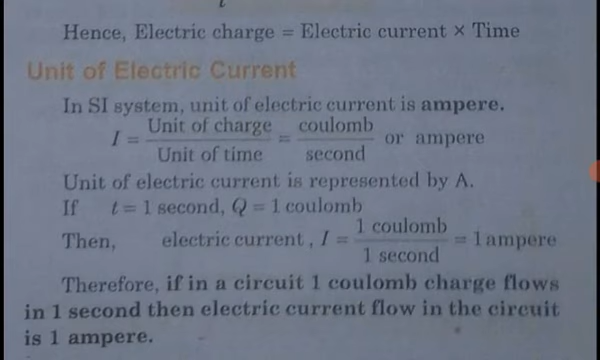 t
Hence, Electric charge = Electric current × Time
Unit of Electric Current
In SI system, unit of electric current is ampere.
I = Unit of charge / Unit of time = coulomb / second or ampere
Unit of electric current is represented by A.
If t = 1 second, Q = 1 coulomb
Then, electric current, I = 1 coulomb / 1 second = 1 ampere
Therefore, if in a circuit 1 coulomb charge flows
in 1 second then electric current flow in the circuit
is 1 ampere.